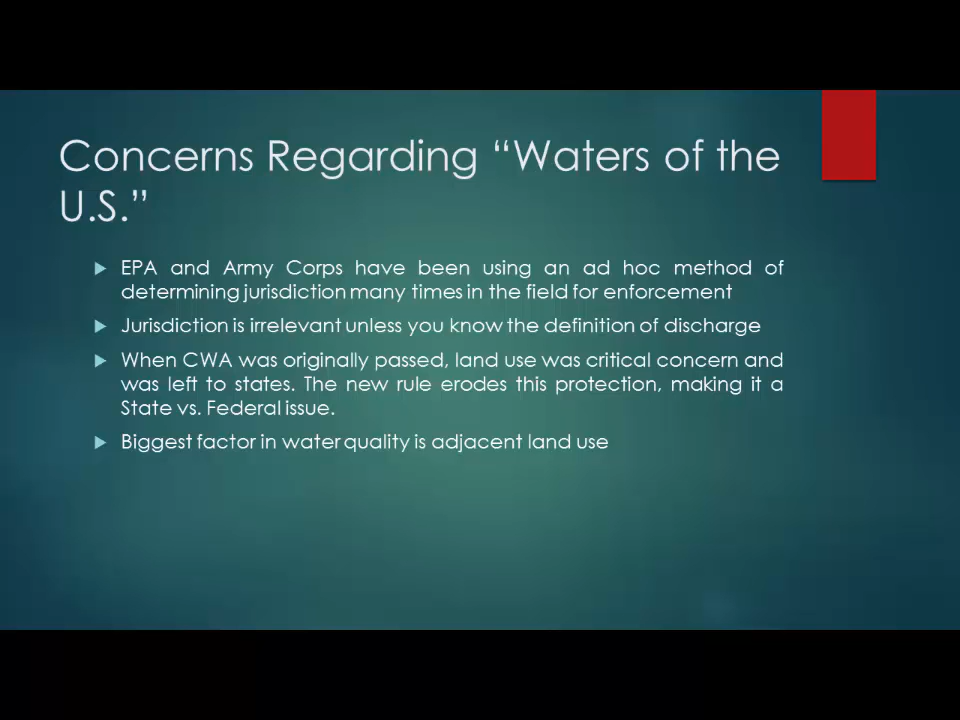 Concerns Regarding “Waters of the
U.S.”
EPA and Army Corps have been using an ad hoc method of
determining jurisdiction many times in the field for enforcement
Jurisdiction is irrelevant unless you know the definition of discharge
When CWA was originally passed, land use was critical concern and
was left to states. The new rule erodes this protection, making it a
State vs. Federal issue.
Biggest factor in water quality is adjacent land use